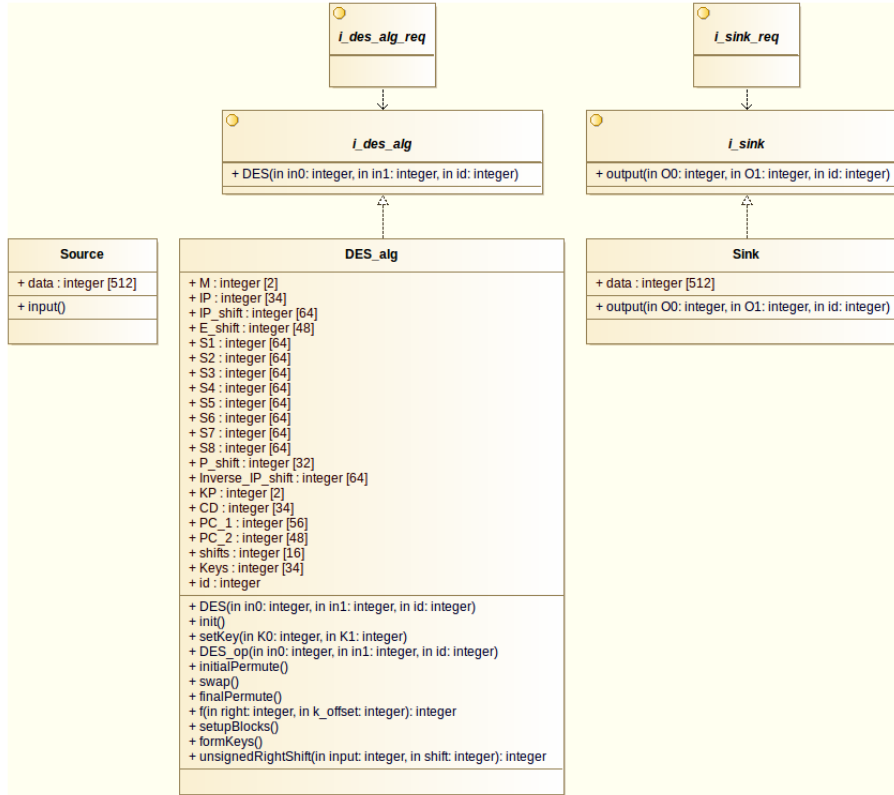 i_des_alg_req
i_sink_req
i_des_alg
+ DES(in in0: integer, in in1: integer, in id: integer)
i_sink
+ output(in O0: integer, in O1: integer, in id: integer)
Source
+ data : integer [512]
+ input()
DES_alg
+ M : integer [2]
+ IP : integer [34]
+ IP_shift : integer [64]
+ E_shift : integer [48]
+ S1 : integer [64]
+ S2 : integer [64]
+ S3 : integer [64]
+ S4 : integer [64]
+ S5 : integer [64]
+ S6 : integer [64]
+ S7 : integer [64]
+ S8 : integer [64]
+ P_shift : integer [32]
+ Inverse_IP_shift : integer [64]
+ KP : integer [2]
+ CD : integer [34]
+ PC_1 : integer [56]
+ PC_2 : integer [48]
+ shifts : integer [16]
+ Keys : integer [34]
+ id : integer
+ DES(in in0: integer, in in1: integer, in id: integer)
+ init()
+ setKey(in K0: integer, in K1: integer)
+ DES_op(in in0: integer, in in1: integer, in id: integer)
+ initialPermute()
+ swap()
+ finalPermute()
+ f(in right: integer, in k_offset: integer): integer
+ setupBlocks()
+ formKeys()
+ unsignedRightShift(in input: integer, in shift: integer): integer
Sink
+ data : integer [512]
+ output(in O0: integer, in O1: integer, in id: integer)